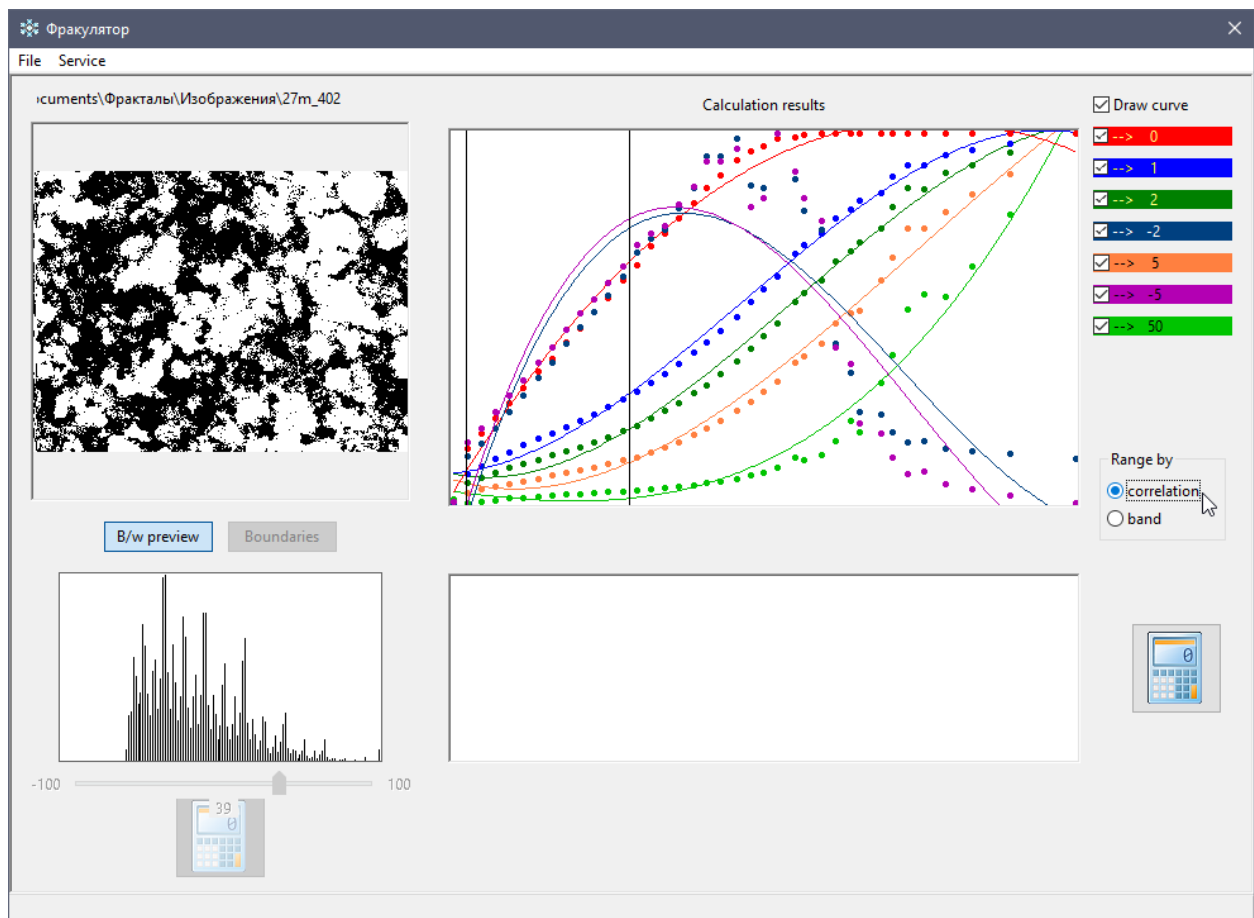 Фракулятор
File Service
ocuments\Фракталы\Изображения\27m_402
Calculation results
Draw curve
--> 0
--> 1
--> 2
--> -2
--> 5
--> -5
--> 50
Range by
correlation
band
B/w preview
Boundaries
0
-100
100
39
0